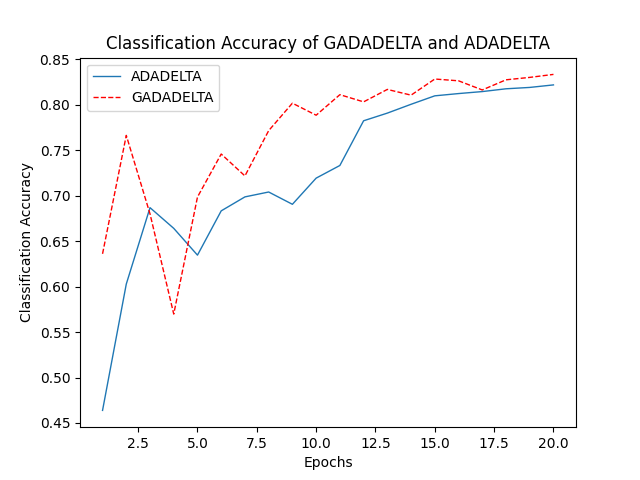 Classification Accuracy of GADADELTA and ADADELTA
ADADELTA
GADADELTA
Classification Accuracy
0.85
0.80
0.75
0.70
0.65
0.60
0.55
0.50
0.45
2.5 5.0 7.5 10.0 12.5 15.0 17.5 20.0
Epochs